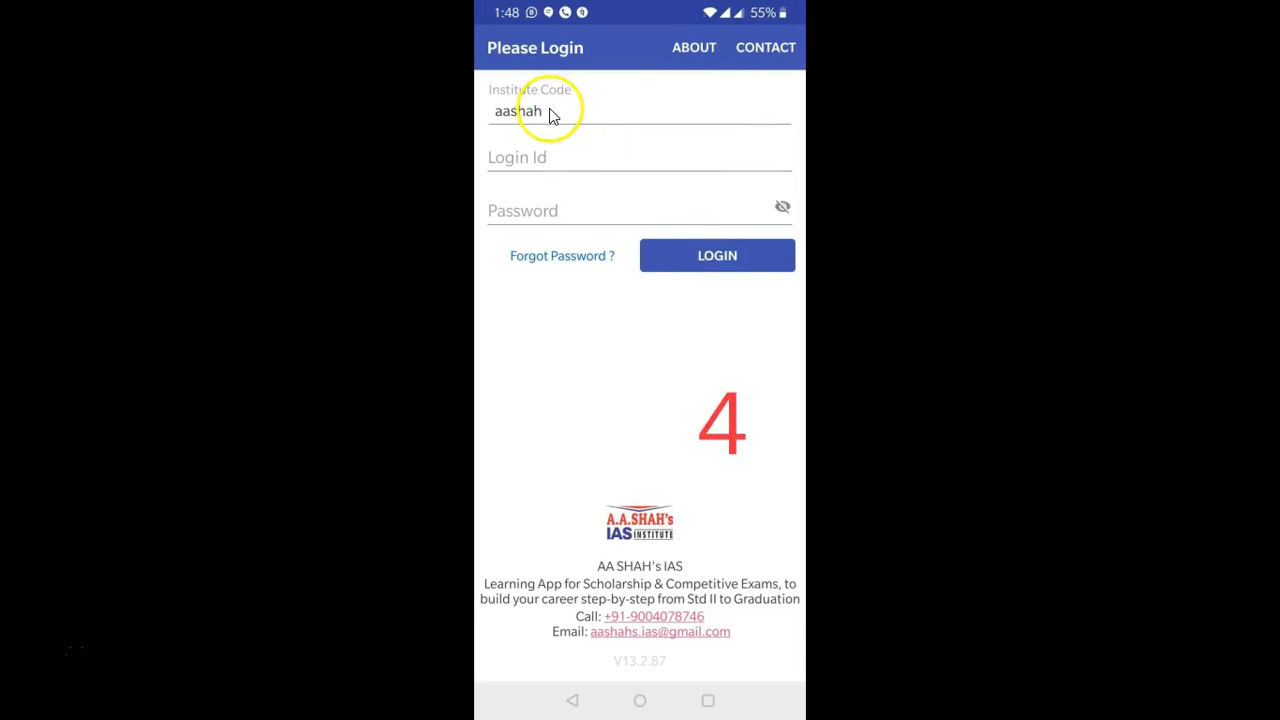 1:48 55%
Please Login ABOUT CONTACT
Institute Code
aashah
Login Id
Password
Forgot Password ? LOGIN
4
A.A.SHAH's
IAS INSTITUTE
AA SHAH's IAS
Learning App for Scholarship & Competitive Exams, to
build your career step-by-step from Std II to Graduation
Call: +91-9004078746
Email: aashahs.ias@gmail.com
V13.2.87